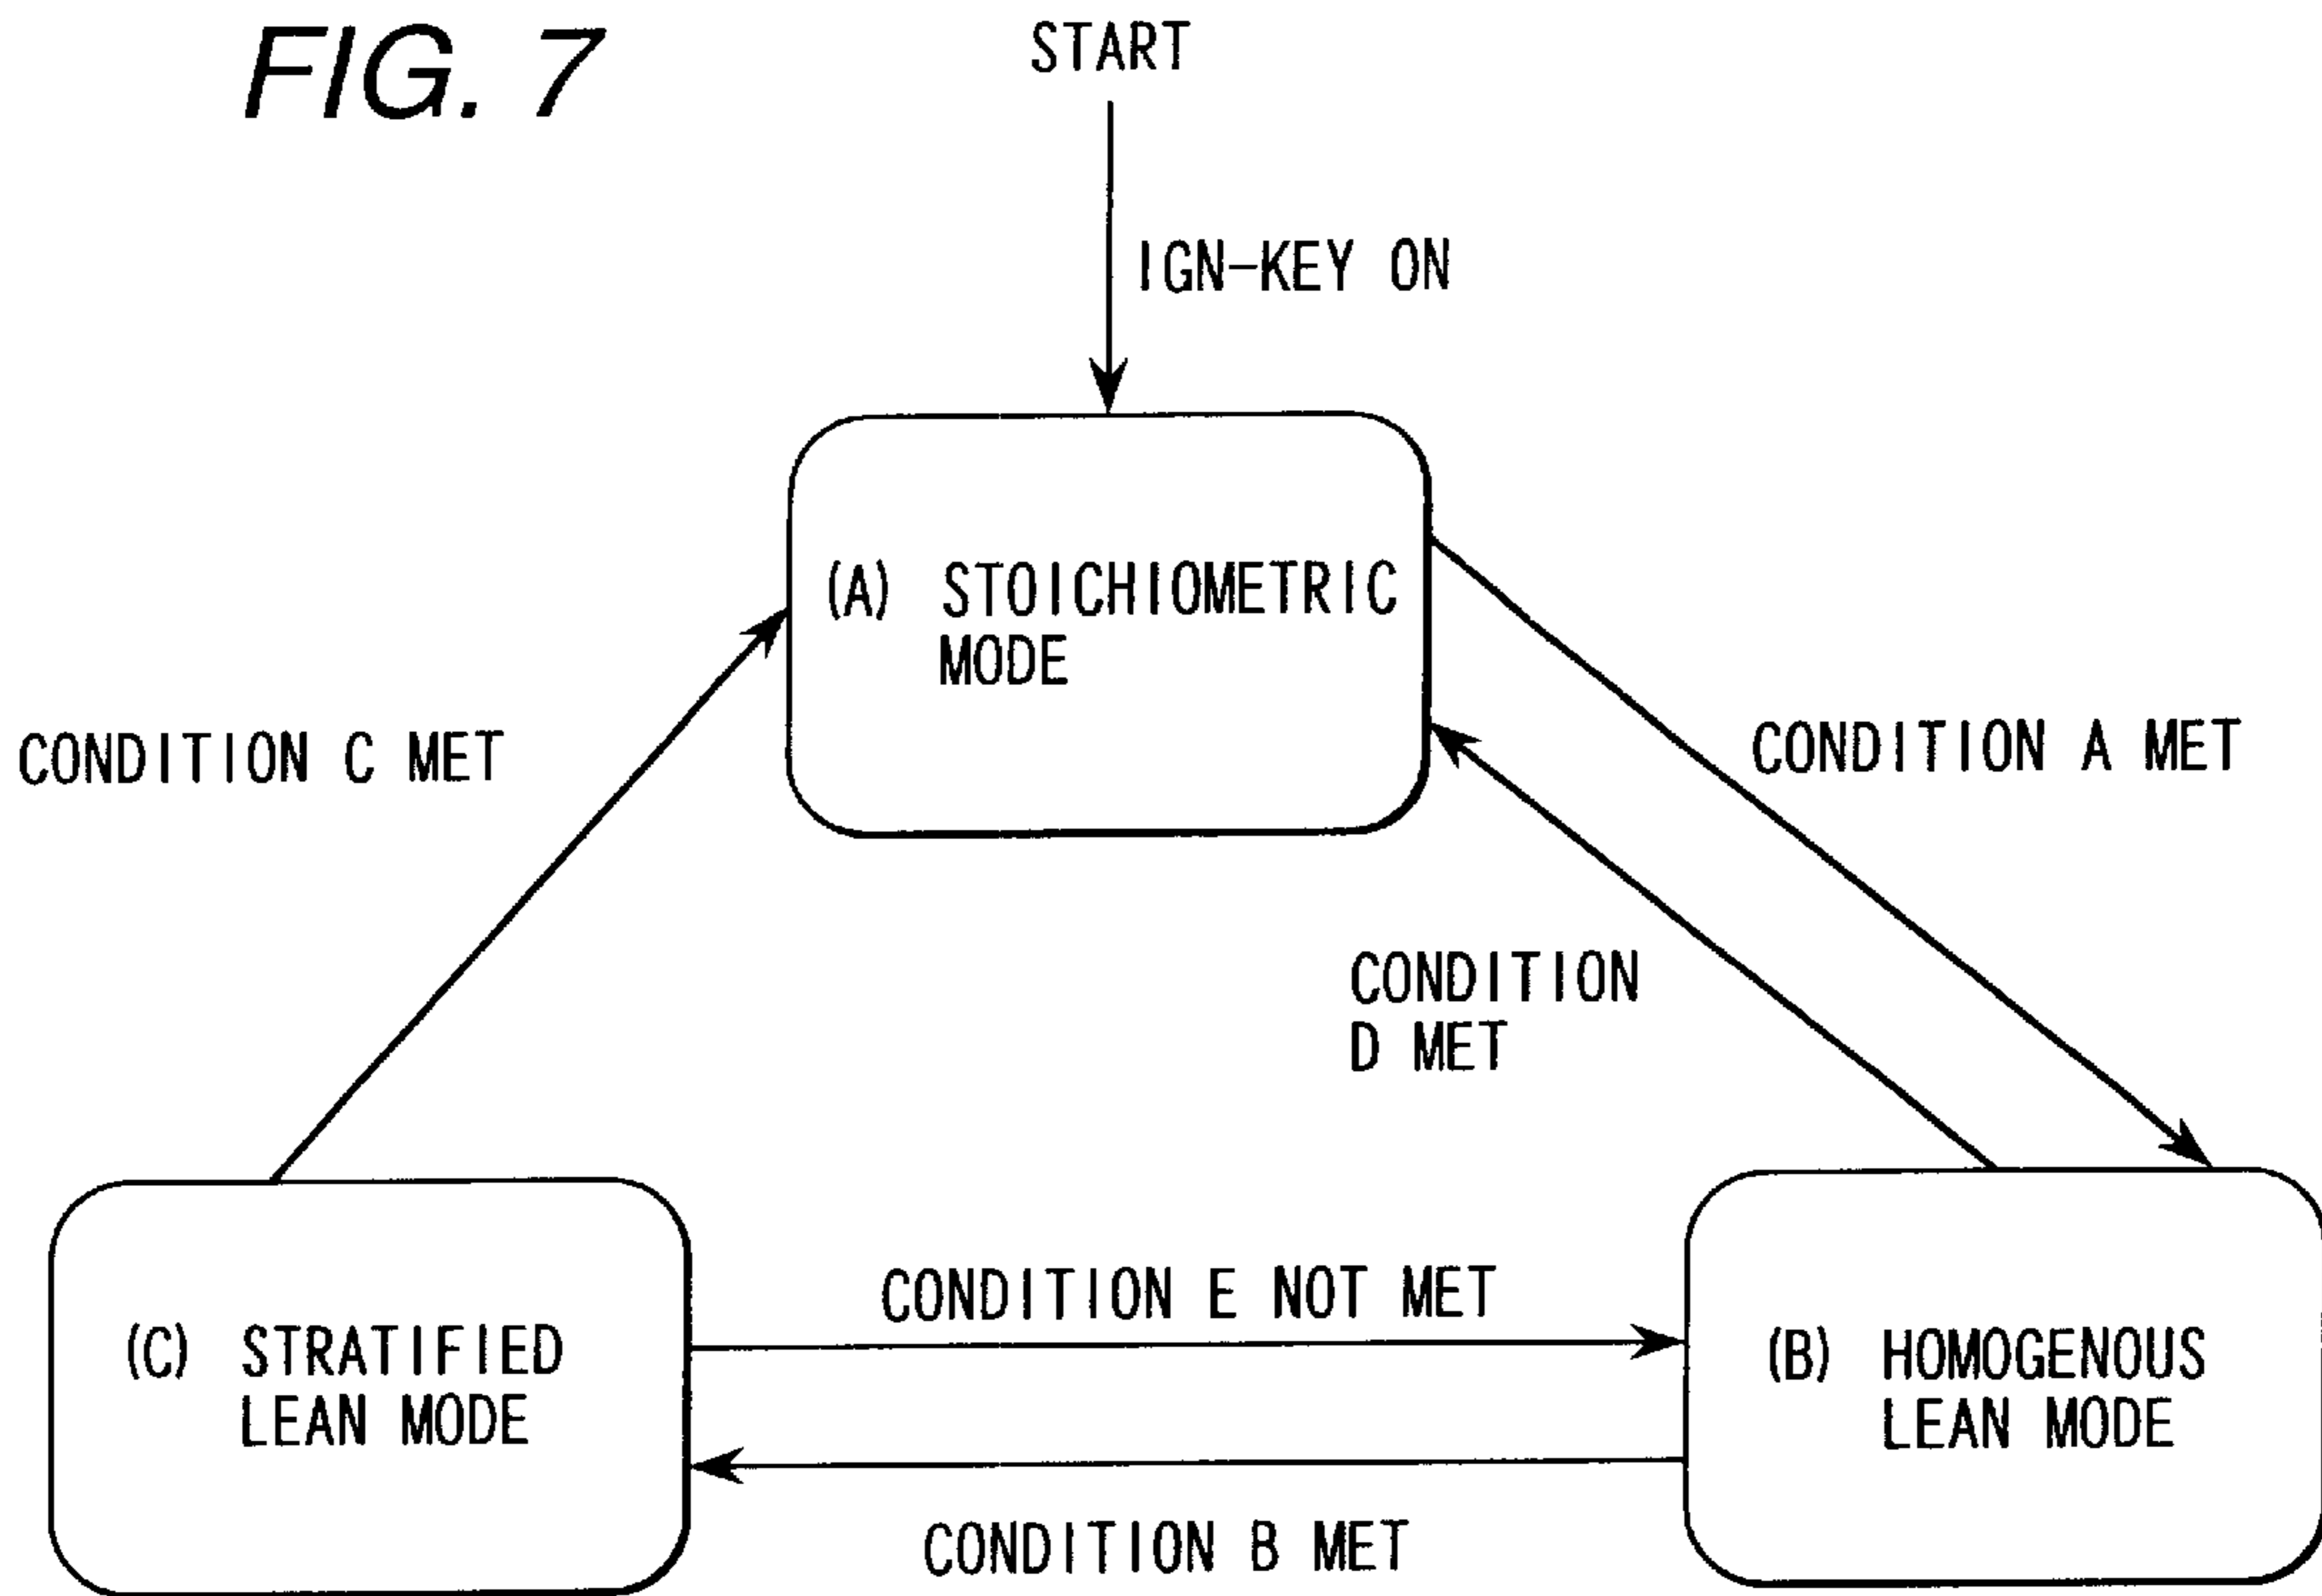 FIG. 7
START
IGN-KEY ON
(A) STOICHIOMETRIC
MODE
CONDITION C MET
CONDITION A MET
CONDITION
D MET
CONDITION E NOT MET
(C) STRATIFIED
LEAN MODE
(B) HOMOGENOUS
LEAN MODE
CONDITION B MET